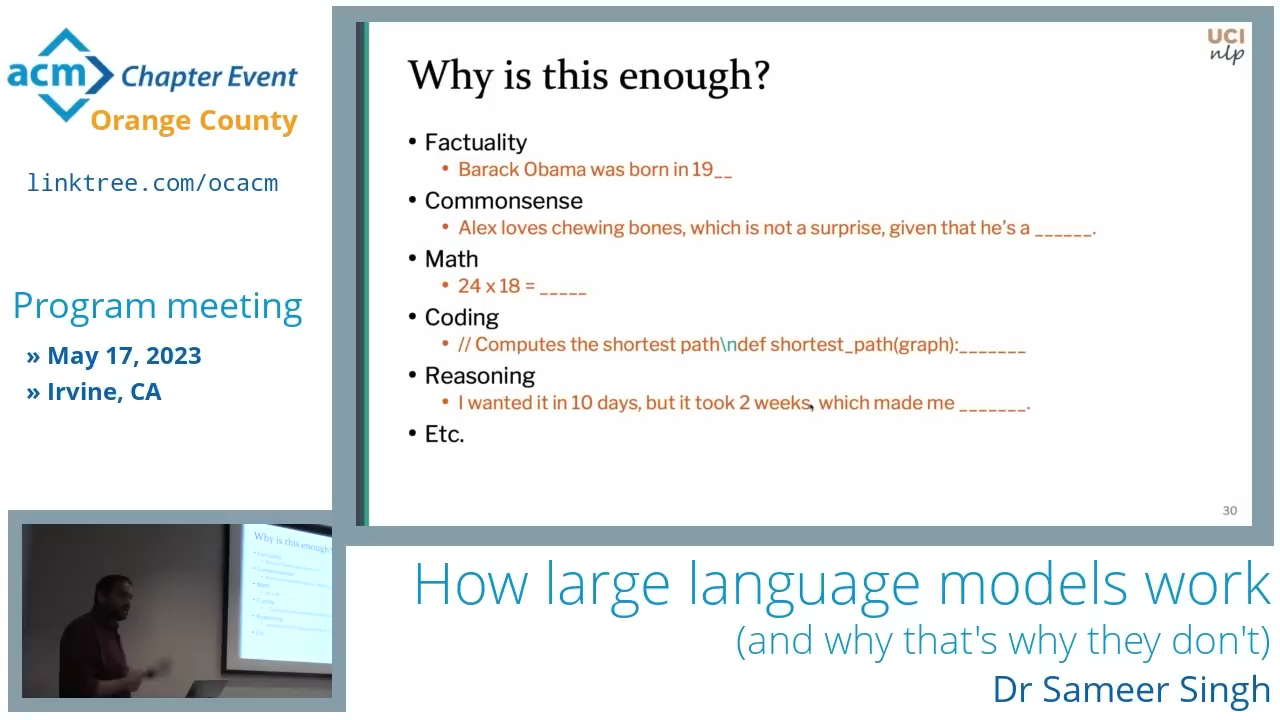 acm Chapter Event
Orange County
linktree.com/ocacm
Program meeting
» May 17, 2023
» Irvine, CA
UCI
nlp
Why is this enough?
• Factuality
• Barack Obama was born in 19__
• Commonsense
• Alex loves chewing bones, which is not a surprise, given that he's a ______.
• Math
• 24 x 18 = _____
• Coding
• // Computes the shortest path\ndef shortest_path(graph):_______
• Reasoning
• I wanted it in 10 days, but it took 2 weeks, which made me _______.
• Etc.
30
Why is this enough?
How large language models work
(and why that's why they don't)
Dr Sameer Singh